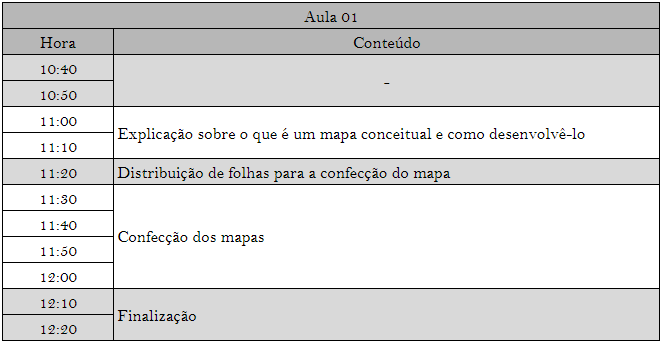 Aula 01
Hora Conteúdo
10:40
-
10:50
11:00
Explicação sobre o que é um mapa conceitual e como desenvolvê-lo
11:10
11:20 Distribuição de folhas para a confecção do mapa
11:30
11:40
Confecção dos mapas
11:50
12:00
12:10
Finalização
12:20